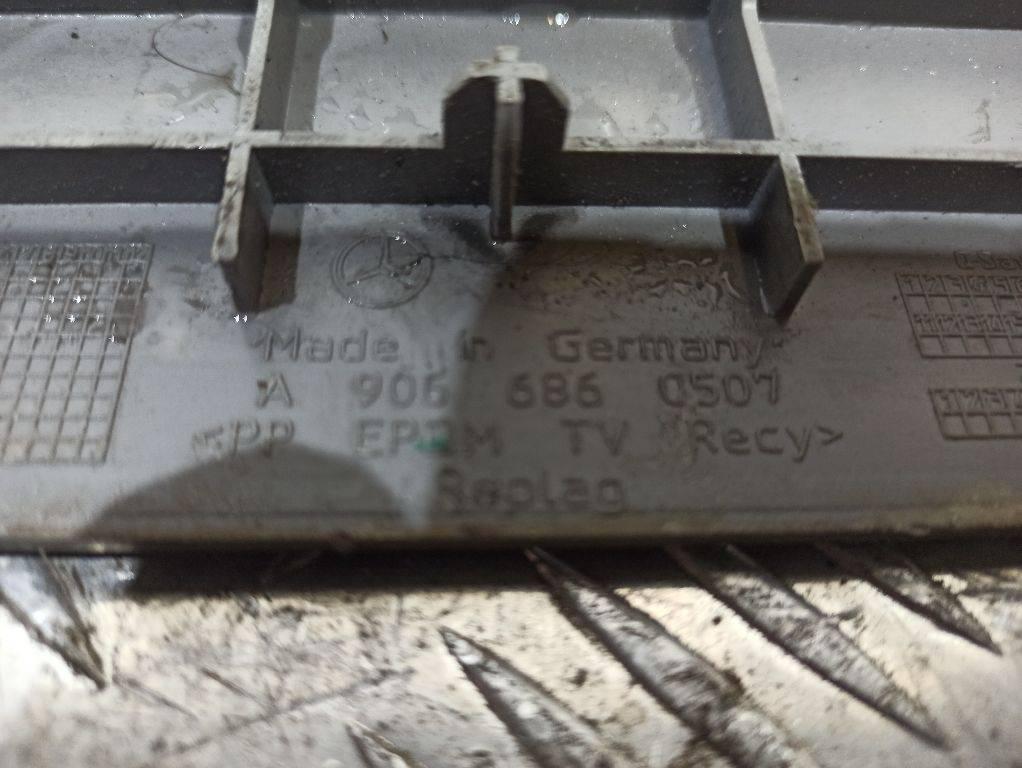 Made in Germany
A 906 686 0507
<PP EPDM TV Recy>
Replag